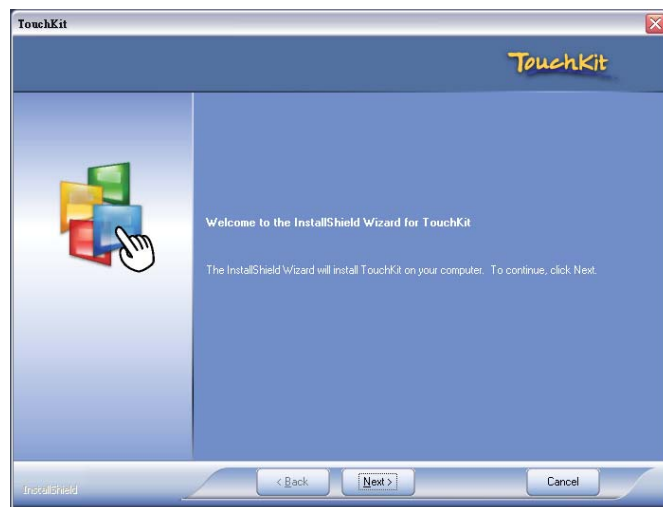 TouchKit
TouchKit
Welcome to the InstallShield Wizard for TouchKit
The InstallShield Wizard will install TouchKit on your computer. To continue, click Next.
InstallShield
< Back
Next >
Cancel